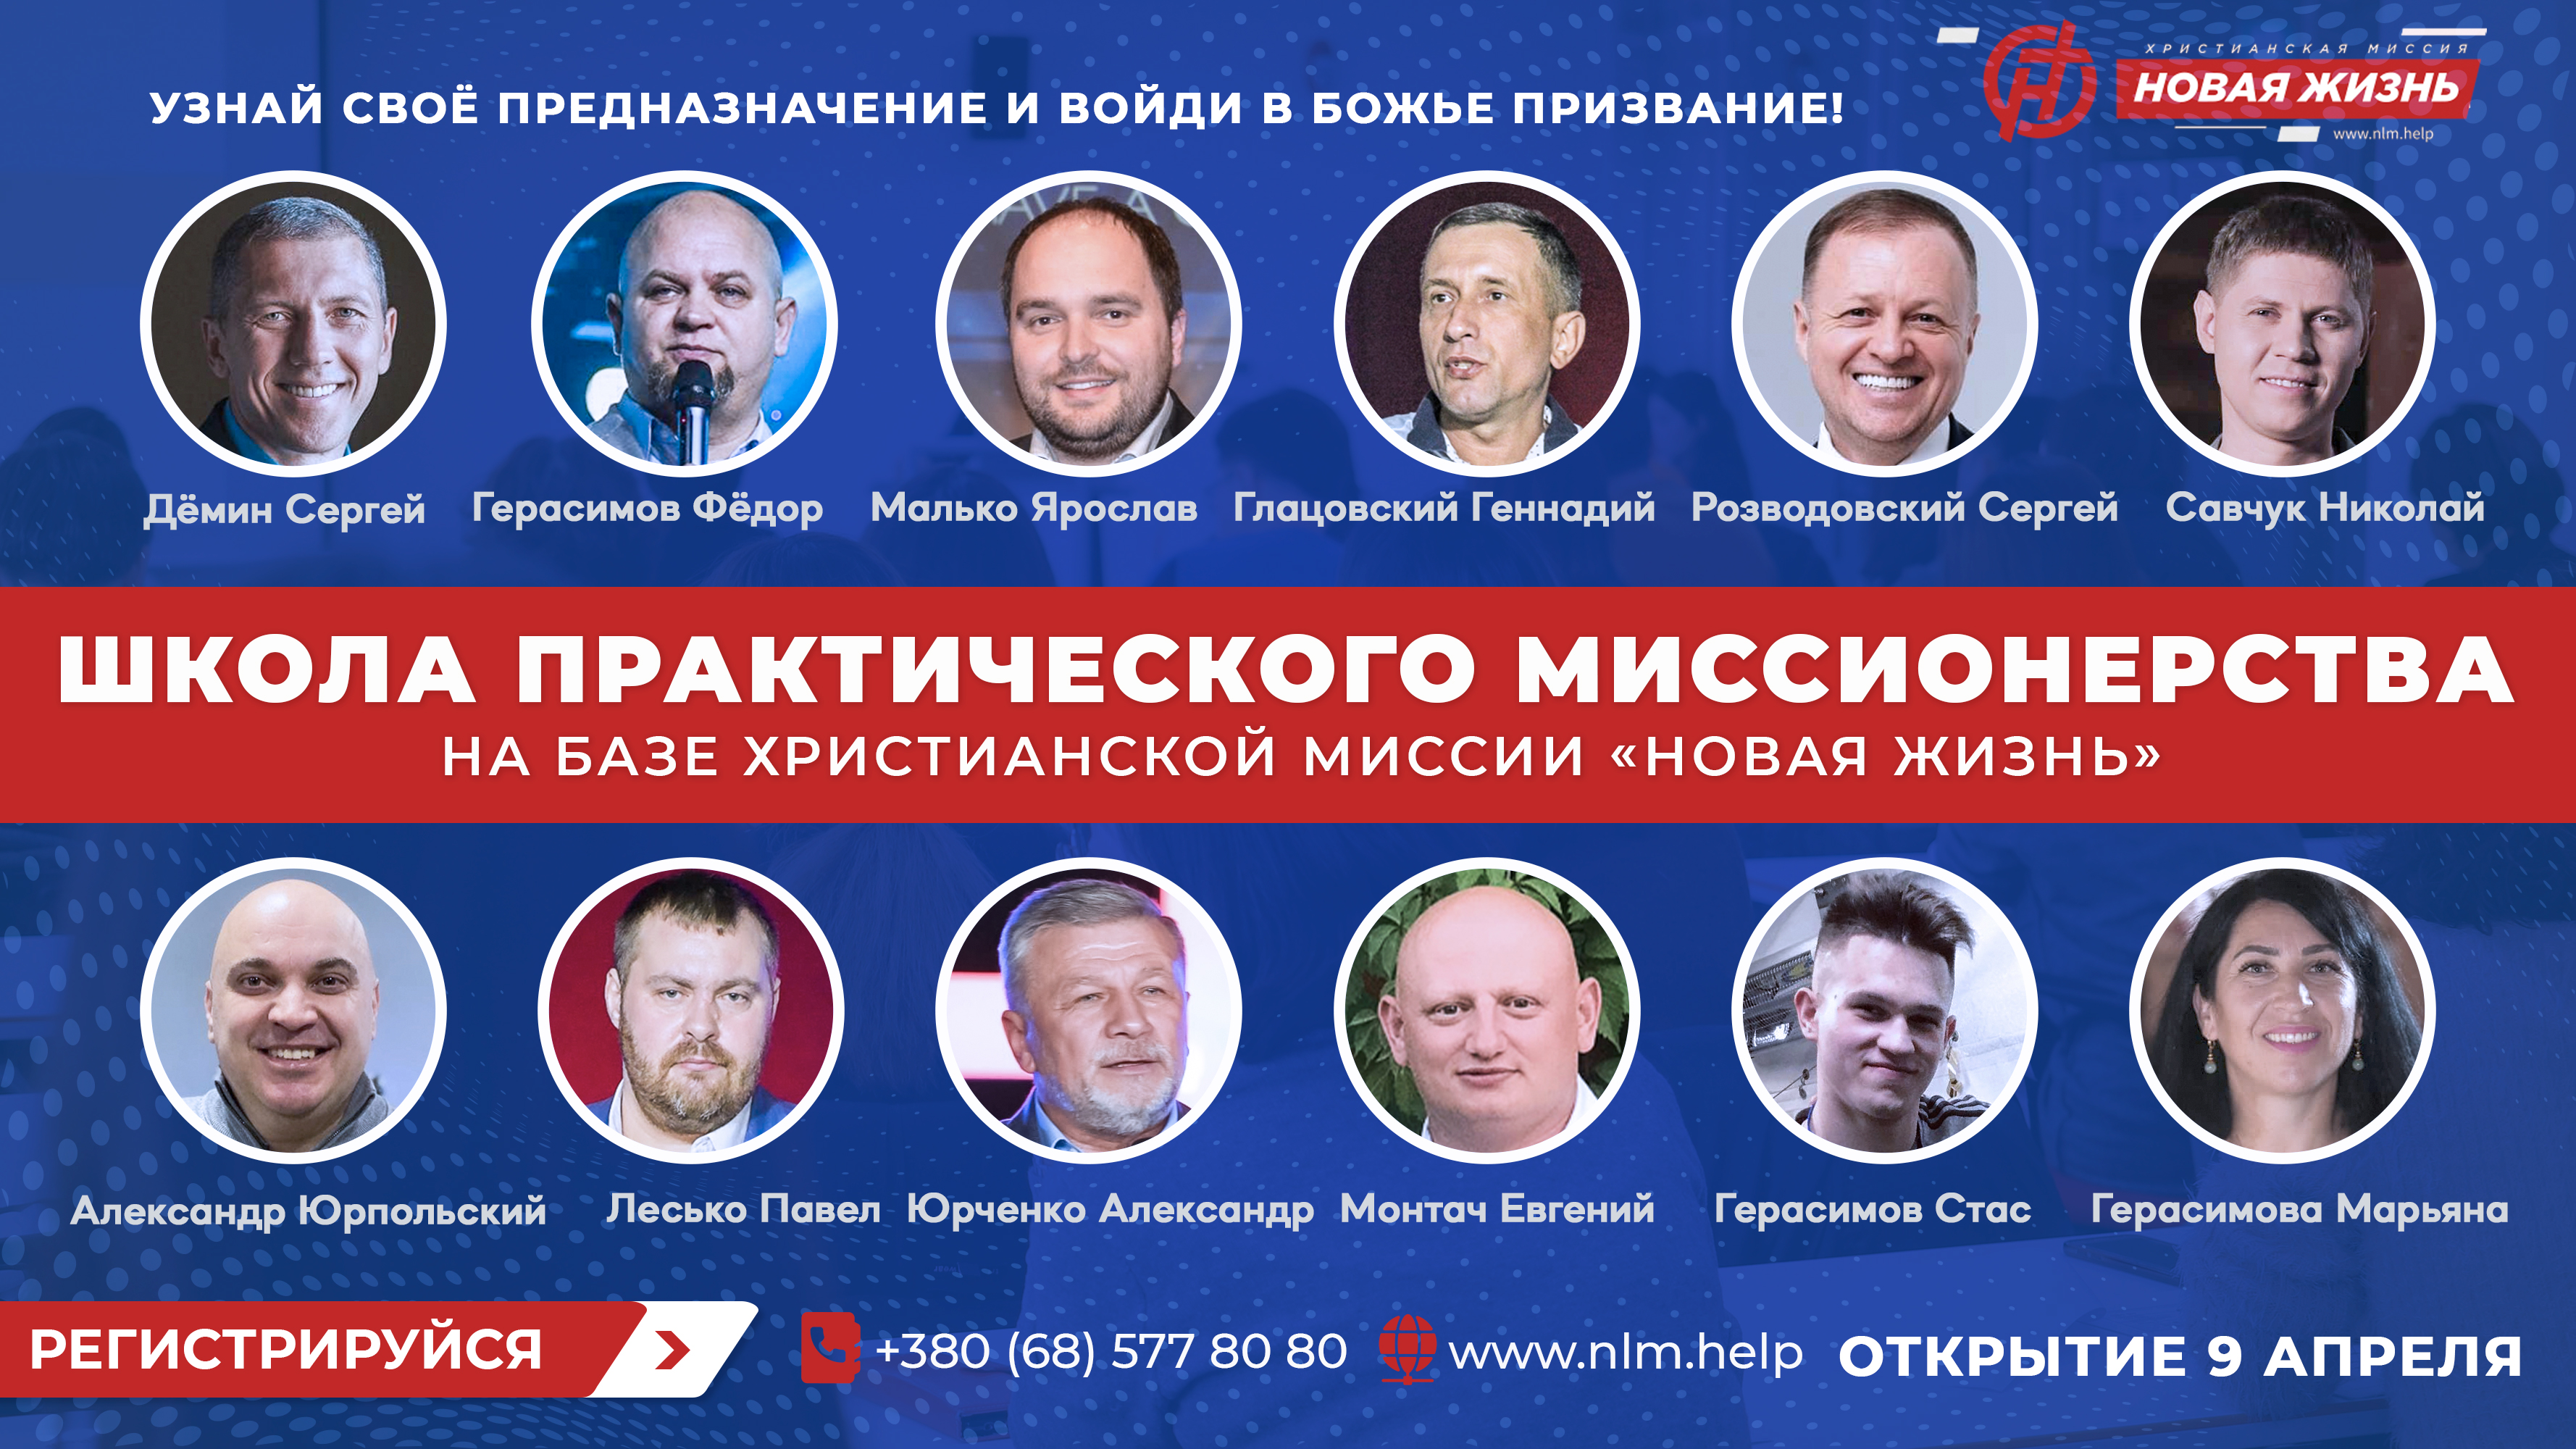 ХРИСТИАНСКАЯ МИССИЯ
НОВАЯ ЖИЗНЬ
www.nlm.help
УЗНАЙ СВОЁ ПРЕДНАЗНАЧЕНИЕ И ВОЙДИ В БОЖЬЕ ПРИЗВАНИЕ!
Дёмин Сергей
Герасимов Фёдор
Малько Ярослав
Глацовский Геннадий
Розводовский Сергей
Савчук Николай
ШКОЛА ПРАКТИЧЕСКОГО МИССИОНЕРСТВА
НА БАЗЕ ХРИСТИАНСКОЙ МИССИИ «НОВАЯ ЖИЗНЬ»
Александр Юрпольский
Лесько Павел
Юрченко Александр
Монтач Евгений
Герасимов Стас
Герасимова Марьяна
РЕГИСТРИРУЙСЯ
+380 (68) 577 80 80
www.nlm.help
ОТКРЫТИЕ 9 АПРЕЛЯ